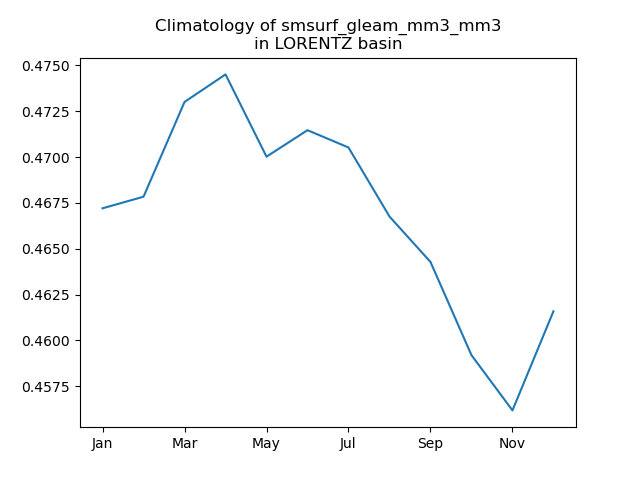 Climatology of smsurf_gleam_mm3_mm3
in LORENTZ basin
0.4750
0.4725
0.4700
0.4675
0.4650
0.4625
0.4600
0.4575
Jan Mar May Jul Sep Nov